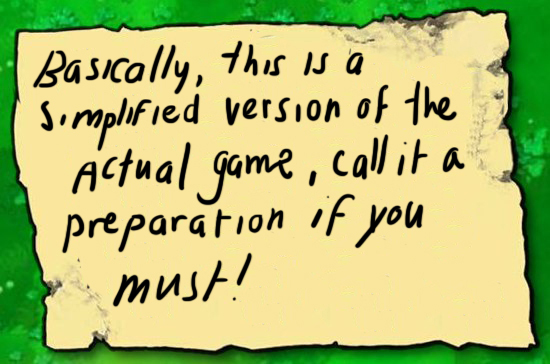 Basically, this is a
simplified version of the
Actual game, call it a
preparation if you
must!